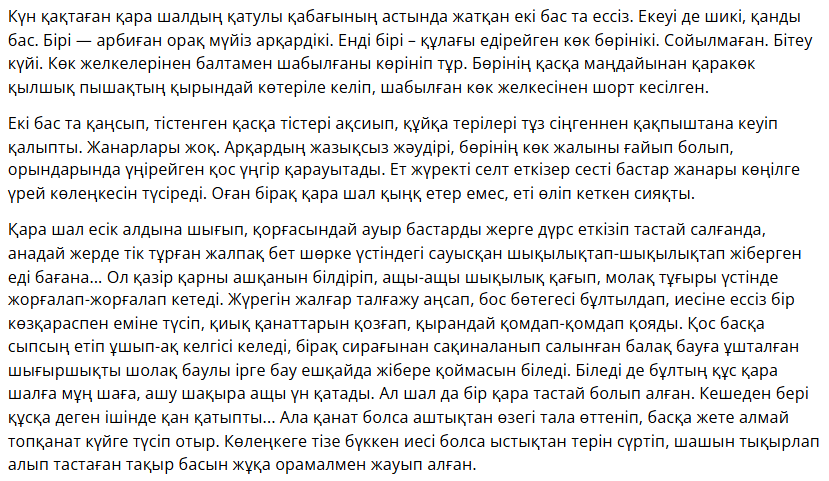 Күн қақтаған қара шалдың қатулы қабағының астында жатқан екі бас та ессіз. Екеуі де шикі, қанды
бас. Бірі — арбиған орақ мүйіз арқардікі. Енді бірі – құлағы едірейген көк бөрінікі. Сойылмаған. Бітеу
күйі. Көк желкелерінен балтамен шабылғаны көрініп тұр. Бөрінің қасқа маңдайынан қаракөк
қылшық пышақтың қырындай көтеріле келіп, шабылған көк желкесінен шорт кесілген.
Екі бас та қаңсып, тістенген қасқа тістері ақсиып, құйқа терілері тұз сіңгеннен қақпыштана кеуіп
қалыпты. Жанарлары жоқ. Арқардың жазықсыз жәудірі, бөрінің көк жалыны ғайып болып,
орындарында үңірейген қос үңгір қарауытады. Ет жүректі селт еткізер сесті бастар жанары көңілге
үрей көлеңкесін түсіреді. Оған бірақ қара шал қыңқ етер емес, еті өліп кеткен сияқты.
Қара шал есік алдына шығып, қорғасындай ауыр бастарды жерге дүрс еткізіп тастай салғанда,
анадай жерде тік тұрған жалпақ бет шөрке үстіндегі сауысқан шықылықтап-шықылықтап жіберген
еді бағана... Ол қазір қарны ашқанын білдіріп, ащы-ащы шықылық қағып, молақ тұғыры үстінде
жорғалап-жорғалап кетеді. Жүрегін жалғар талғажу аңсап, бос бөтегесі бұлтылдап, иесіне ессіз бір
көзқараспен еміне түсіп, қиық қанаттарын қозғап, қырандай қомдап-қомдап қояды. Қос басқа
сыпсың етіп ұшып-ақ келгісі келеді, бірақ сирағынан сақиналанып салынған балақ бауға ұшталған
шығыршықты шолақ баулы ірге бау ешқайда жібере қоймасын біледі. Біледі де бұлтың құс қара
шалға мұң шаға, ашу шақыра ащы үн қатады. Ал шал да бір қара тастай болып алған. Кешеден бері
құсқа деген ішінде қан қатыпты... Ала қанат болса аштықтан өзегі тала өттеніп, басқа жете алмай
топқанат күйге түсіп отыр. Көлеңкеге тізе бүккен иесі болса ыстықтан терін сүртіп, шашын тықырлап
алып тастаған тақыр басын жұқа орамалмен жауып алған.